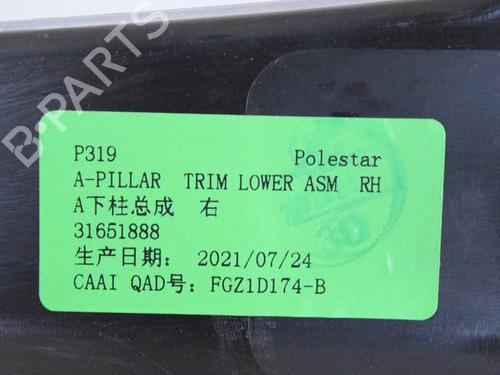 B-PARTS
P319 Polestar
A-PILLAR TRIM LOWER ASM RH
A下柱总成 右
31651888
生产日期: 2021/07/24
CAAI QAD号: FGZ1D174-B